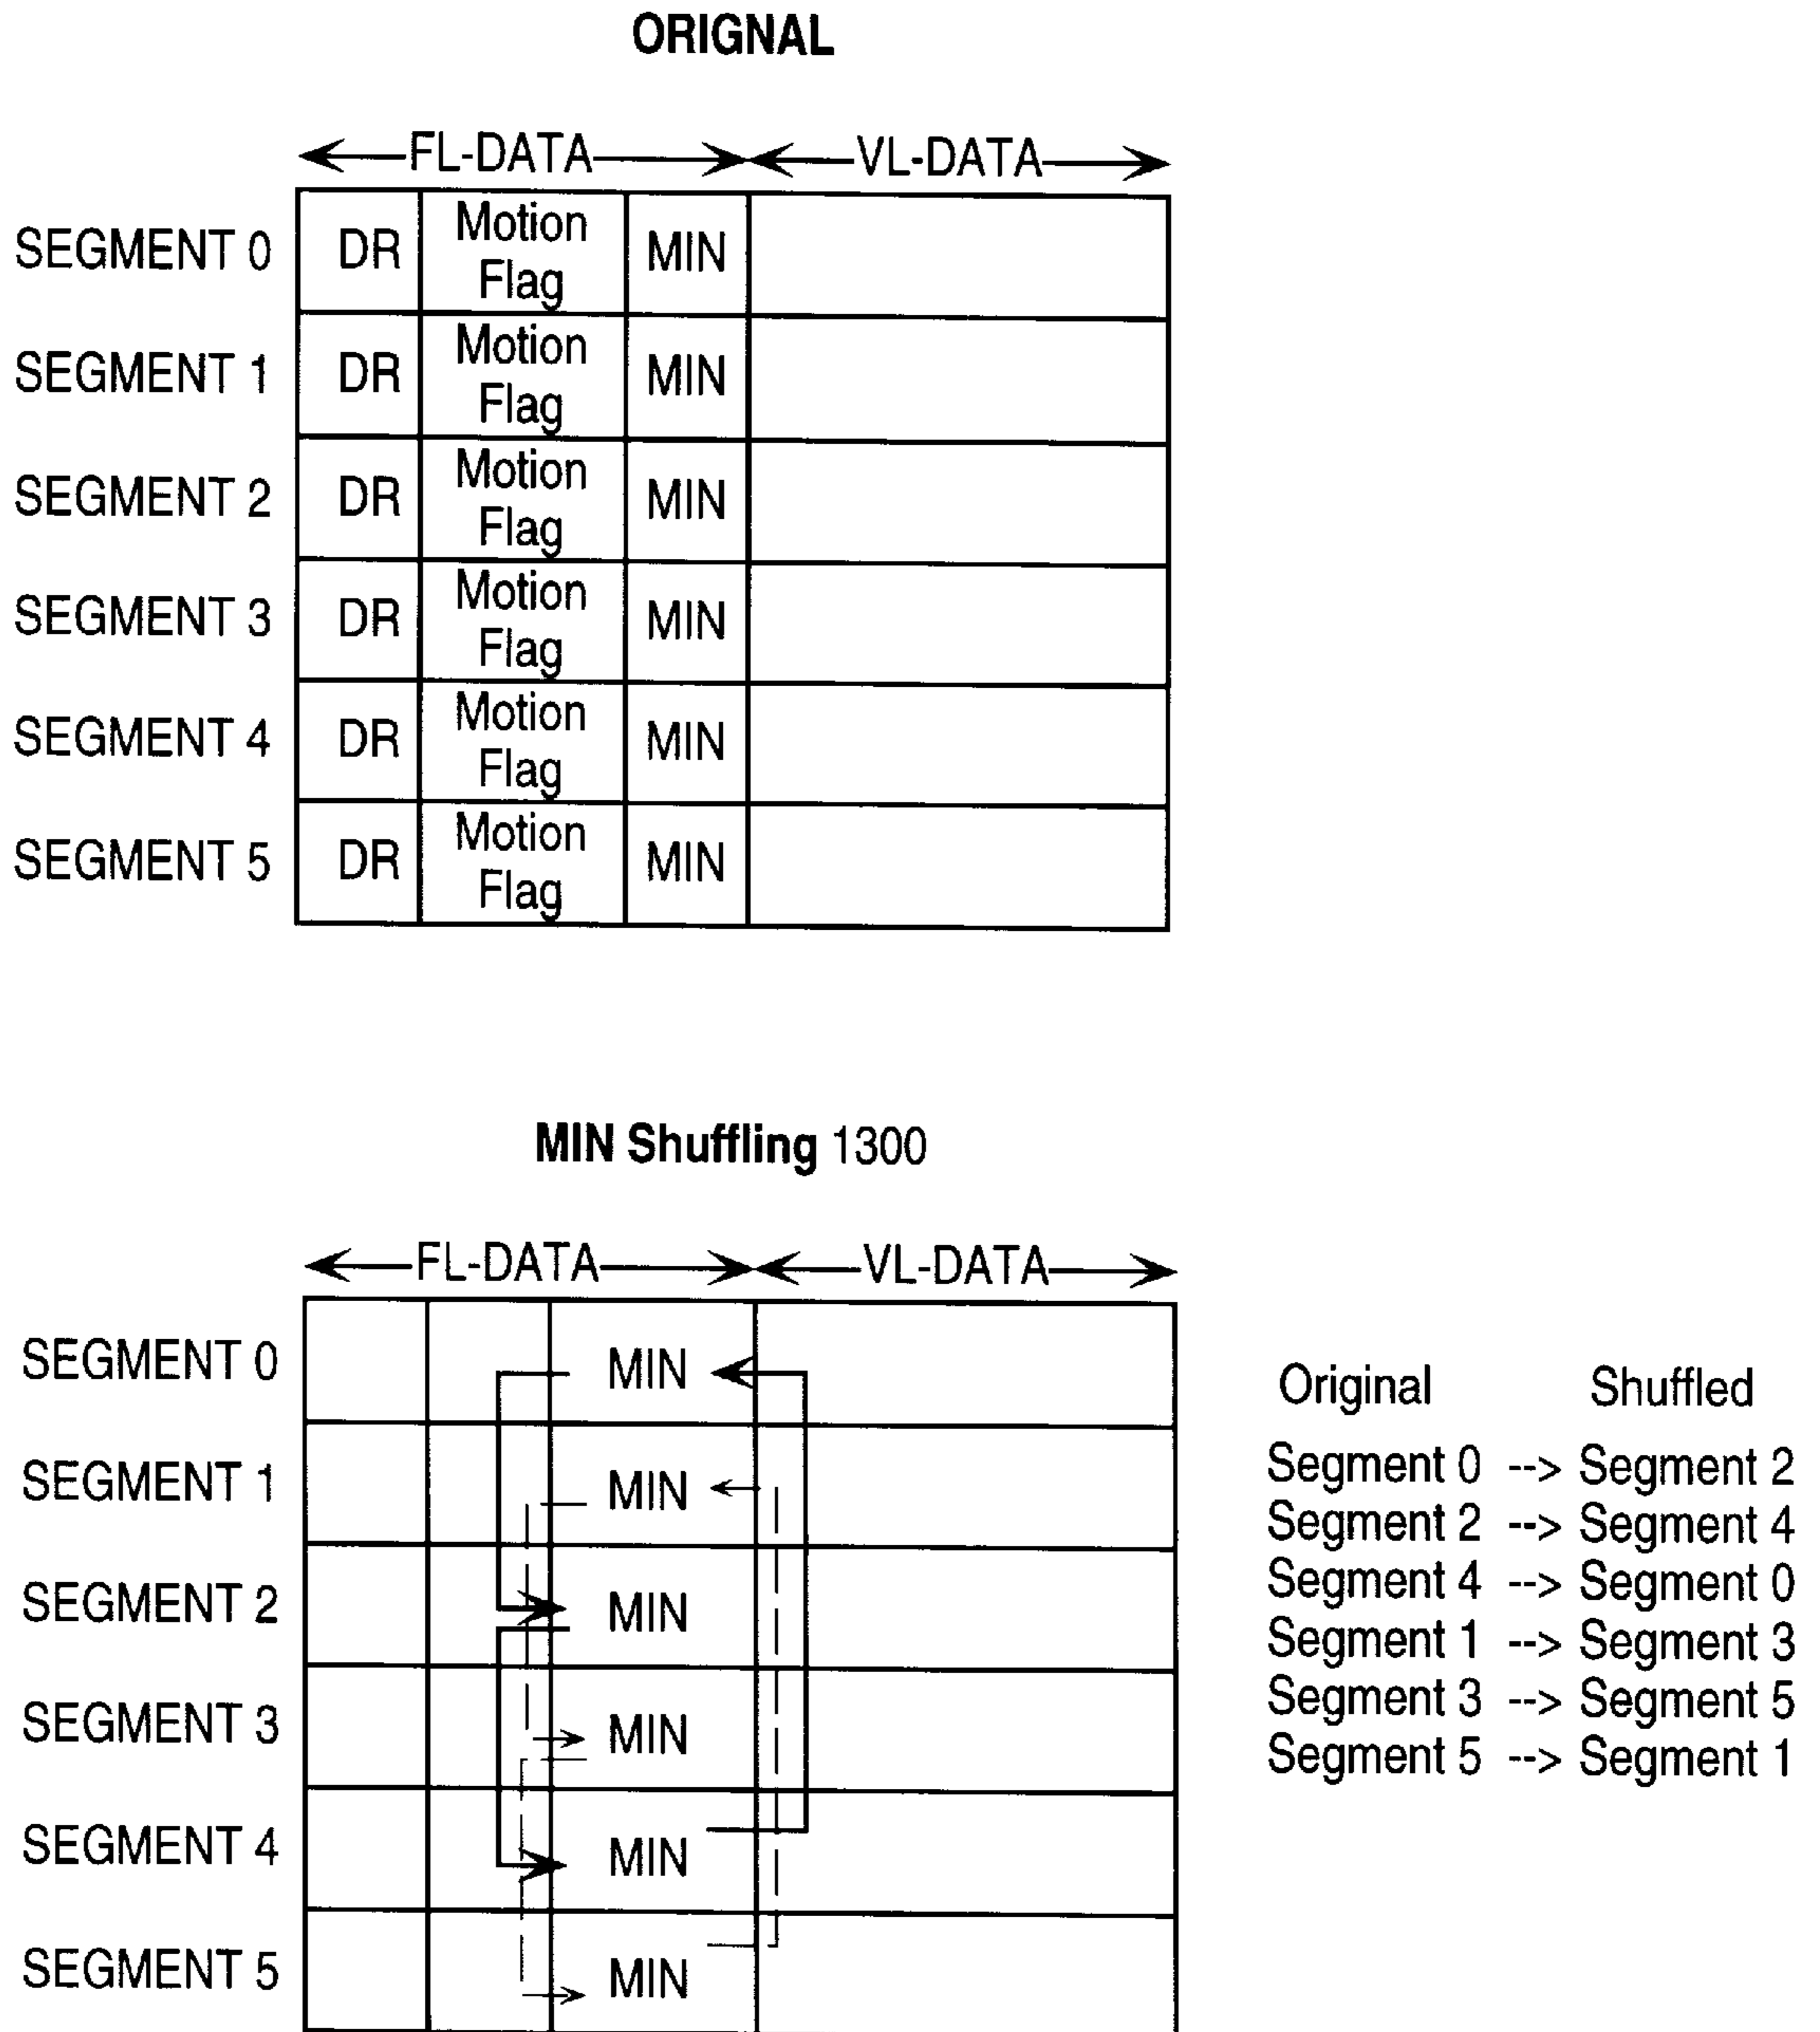 ORIGNAL
FL-DATA VL-DATA
SEGMENT 0 DR Motion Flag MIN
SEGMENT 1 DR Motion Flag MIN
SEGMENT 2 DR Motion Flag MIN
SEGMENT 3 DR Motion Flag MIN
SEGMENT 4 DR Motion Flag MIN
SEGMENT 5 DR Motion Flag MIN
MIN Shuffling 1300
FL-DATA VL-DATA
SEGMENT 0 MIN
SEGMENT 1 MIN
SEGMENT 2 MIN
SEGMENT 3 MIN
SEGMENT 4 MIN
SEGMENT 5 MIN
Original Shuffled
Segment 0 --> Segment 2
Segment 2 --> Segment 4
Segment 4 --> Segment 0
Segment 1 --> Segment 3
Segment 3 --> Segment 5
Segment 5 --> Segment 1